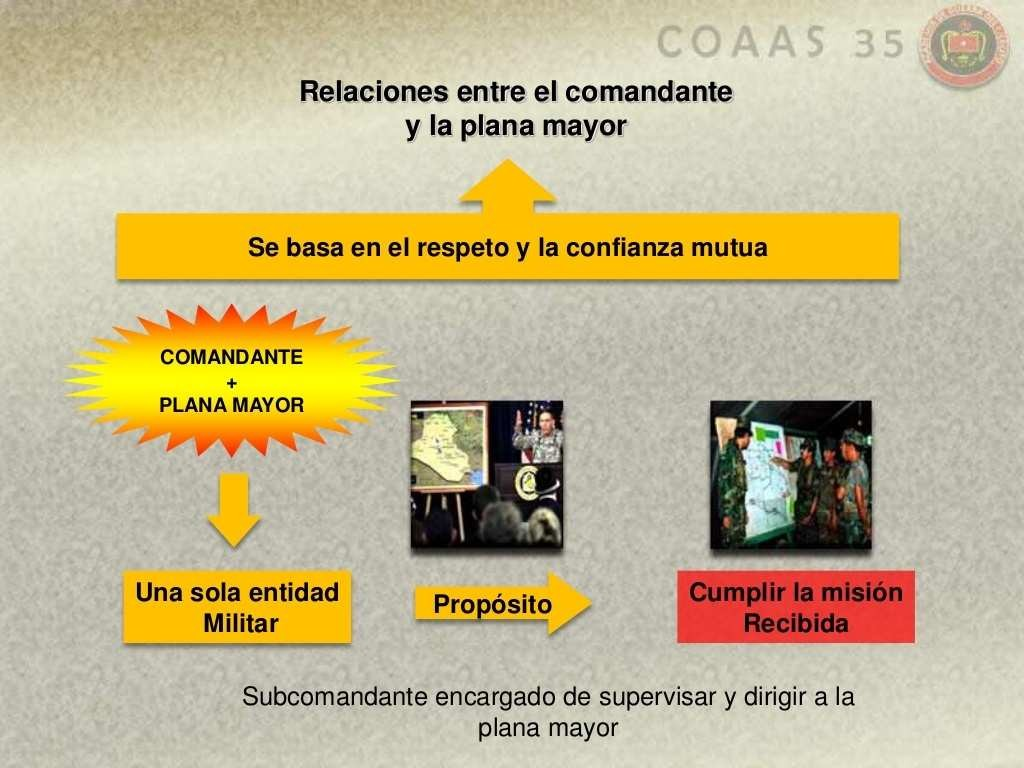 COAAS 35
Relaciones entre el comandante
y la plana mayor
Se basa en el respeto y la confianza mutua
COMANDANTE
+
PLANA MAYOR
Una sola entidad
Militar
Propósito
Cumplir la misión
Recibida
Subcomandante encargado de supervisar y dirigir a la
plana mayor